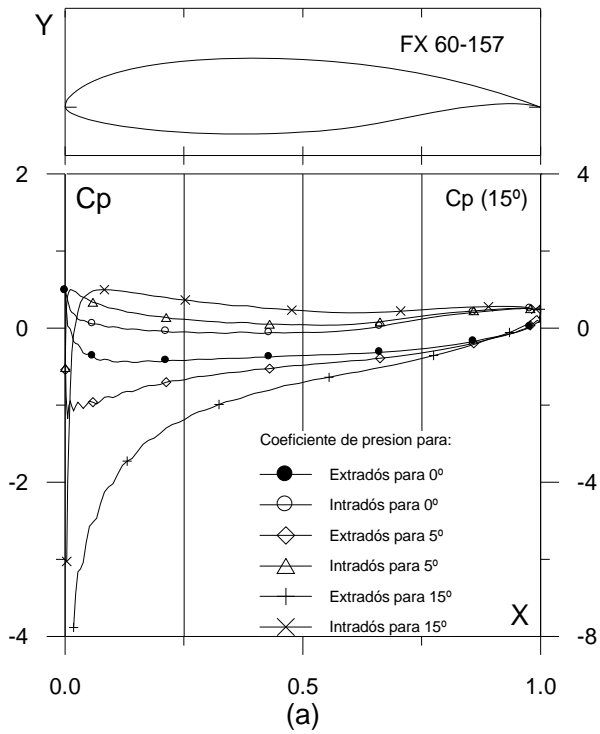 Y
FX 60-157
2
4
Cp
Cp (15º)
0
0
Coeficiente de presion para:
Extradós para 0º
-2
-4
Intradós para 0º
Extradós para 5º
Intradós para 5º
Extradós para 15º
Intradós para 15º
X
-4
-8
0.0
0.5
1.0
(a)